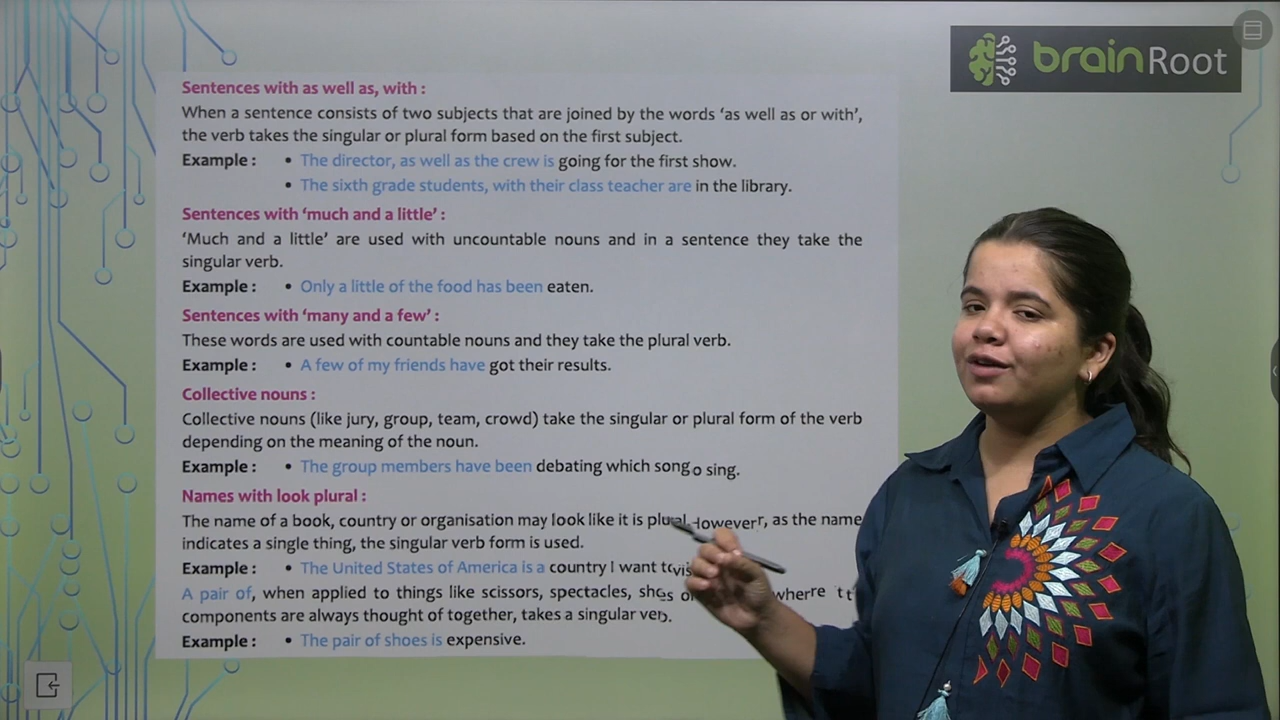 brainRoot
Sentences with as well as, with :
When a sentence consists of two subjects that are joined by the words ‘as well as or with’,
the verb takes the singular or plural form based on the first subject.
Example : • The director, as well as the crew is going for the first show.
• The sixth grade students, with their class teacher are in the library.
Sentences with ‘much and a little’ :
‘Much and a little’ are used with uncountable nouns and in a sentence they take the
singular verb.
Example : • Only a little of the food has been eaten.
Sentences with ‘many and a few’ :
These words are used with countable nouns and they take the plural verb.
Example : • A few of my friends have got their results.
Collective nouns :
Collective nouns (like jury, group, team, crowd) take the singular or plural form of the verb
depending on the meaning of the noun.
Example : • The group members have been debating which song sing.
Names with look plural :
The name of a book, country or organisation may look like it is plural However, as the name
indicates a single thing, the singular verb form is used.
Example : • The United States of America is a country I want
A pair of, when applied to things like scissors, spectacles, shoes where
components are always thought of together, takes a singular verb.
Example : • The pair of shoes is expensive.